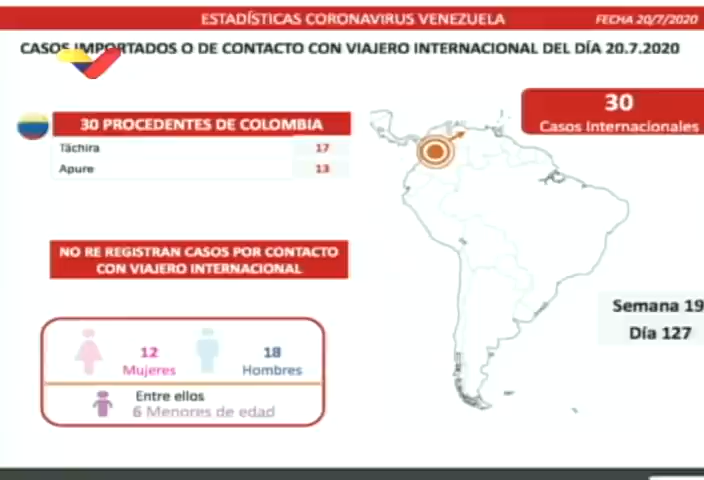 ESTADÍSTICAS CORONAVIRUS VENEZUELA
FECHA 20/7/2020
CASOS IMPORTADOS O DE CONTACTO CON VIAJERO INTERNACIONAL DEL DÍA 20.7.2020
30
Casos Internacionales
30 PROCEDENTES DE COLOMBIA
Táchira 17
Apure 13
NO RE REGISTRAN CASOS POR CONTACTO
CON VIAJERO INTERNACIONAL
Semana 19
Día 127
12 18
Mujeres Hombres
Entre ellos
6 Menores de edad